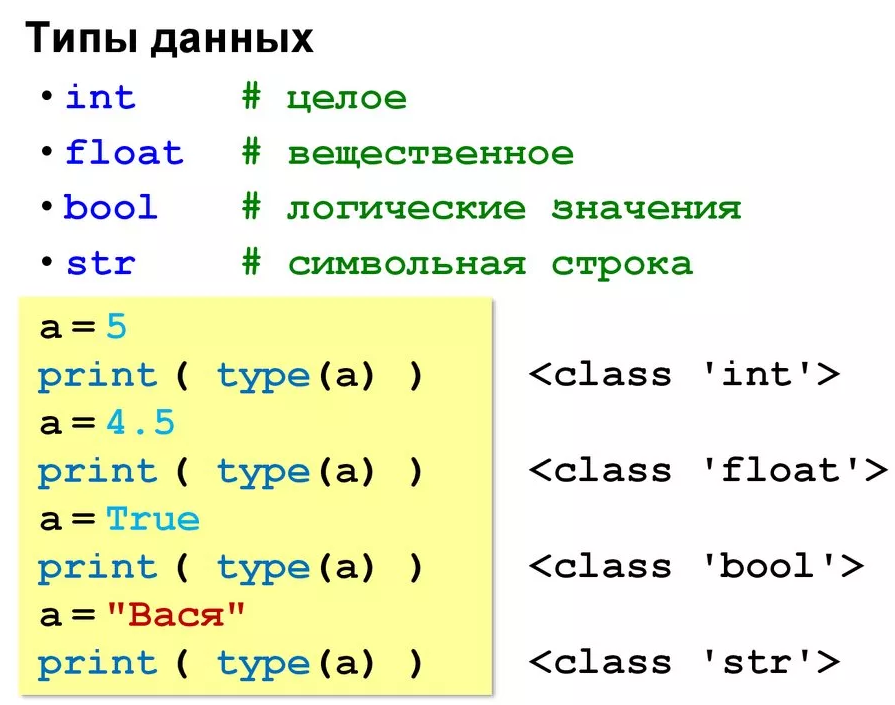 Типы данных
• int # целое
• float # вещественное
• bool # логические значения
• str # символьная строка
a = 5
print ( type(a) ) <class 'int'>
a = 4.5
print ( type(a) ) <class 'float'>
a = True
print ( type(a) ) <class 'bool'>
a = "Вася"
print ( type(a) ) <class 'str'>